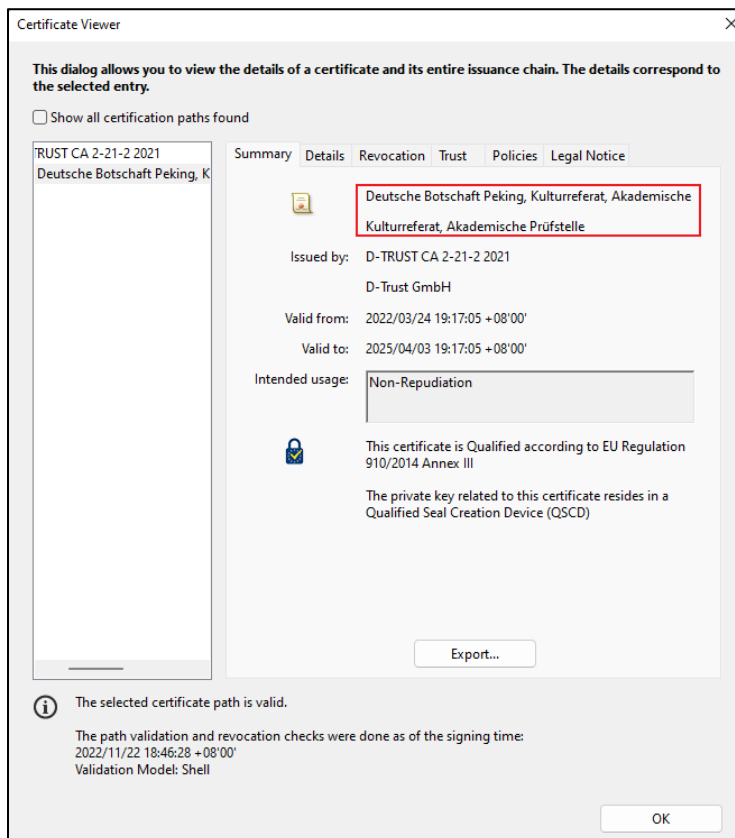 Certificate Viewer
This dialog allows you to view the details of a certificate and its entire issuance chain. The details correspond to
the selected entry.
Show all certification paths found
TRUST CA 2-21-2 2021
Deutsche Botschaft Peking, K
Summary Details Revocation Trust Policies Legal Notice
Deutsche Botschaft Peking, Kulturreferat, Akademische
Kulturreferat, Akademische Prüfstelle
Issued by: D-TRUST CA 2-21-2 2021
D-Trust GmbH
Valid from: 2022/03/24 19:17:05 +08'00'
Valid to: 2025/04/03 19:17:05 +08'00'
Intended usage: Non-Repudiation
This certificate is Qualified according to EU Regulation
910/2014 Annex III
The private key related to this certificate resides in a
Qualified Seal Creation Device (QSCD)
Export...
The selected certificate path is valid.
The path validation and revocation checks were done as of the signing time:
2022/11/22 18:46:28 +08'00'
Validation Model: Shell
OK